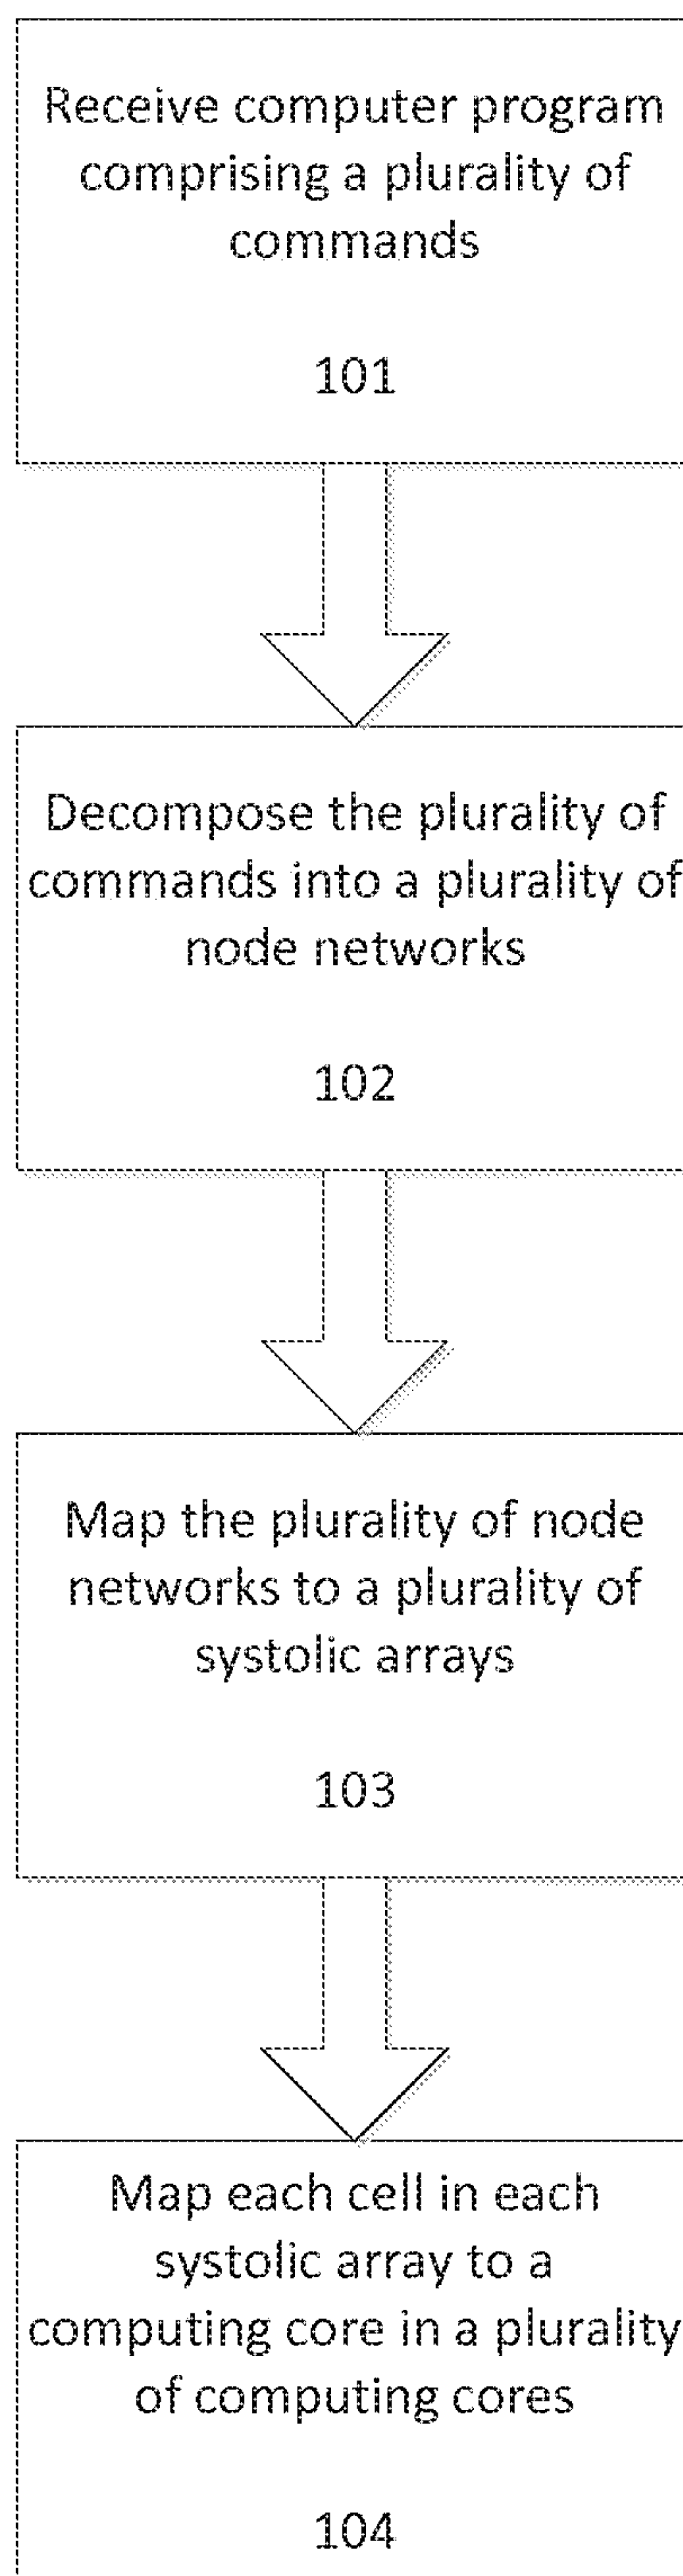 Receive computer program
comprising a plurality of
commands
101
Decompose the plurality of
commands into a plurality of
node networks
102
Map the plurality of node
networks to a plurality of
systolic arrays
103
Map each cell in each
systolic array to a
computing core in a plurality
of computing cores
104